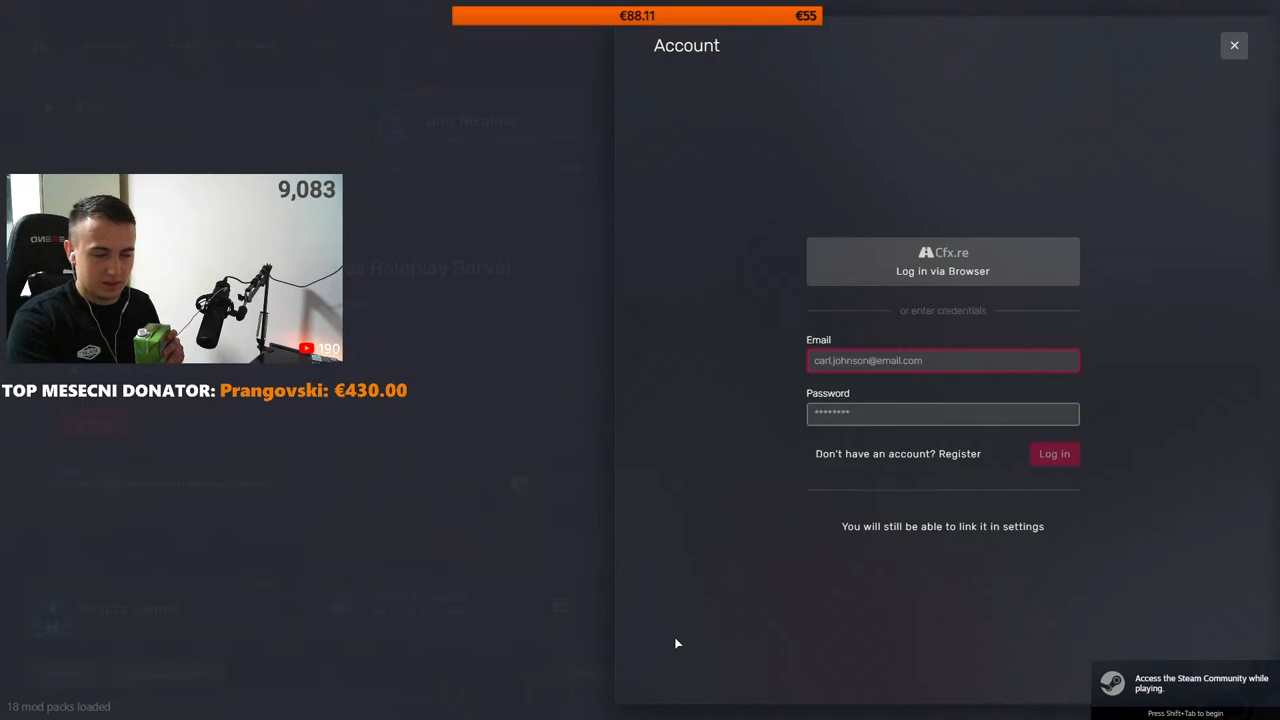 €88.11 €55
Account
9,083
190
TOP MESECNI DONATOR: Prangovski: €430.00
Cfx.re
Log in via Browser
or enter credentials
Email
carl.johnson@email.com
Password
********
Don't have an account? Register
Log in
You will still be able to link it in settings
Access the Steam Community while
playing.
Press Shift+Tab to begin
18 mod packs loaded